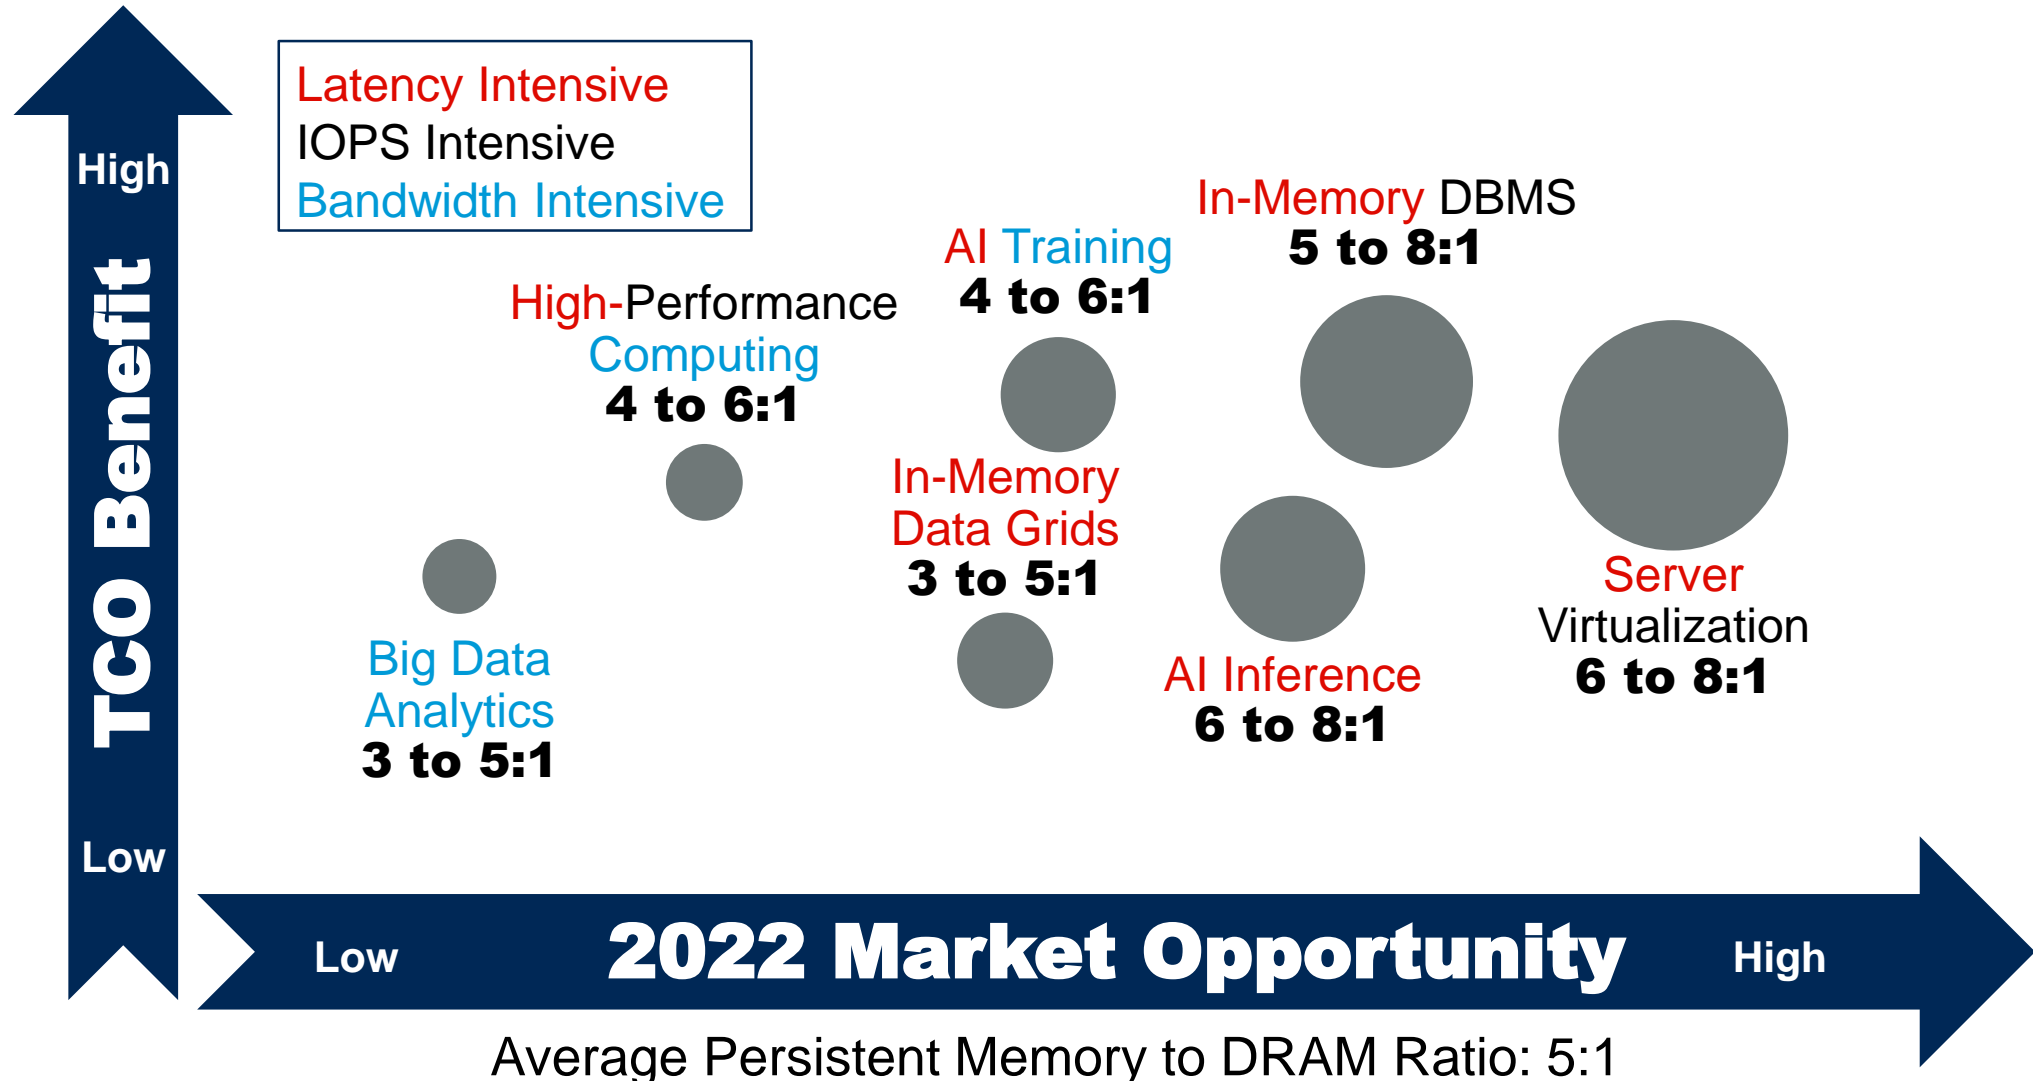 High
TCO Benefit
Low
Latency Intensive
IOPS Intensive
Bandwidth Intensive
High-Performance
Computing
4 to 6:1
AI Training
4 to 6:1
In-Memory DBMS
5 to 8:1
Big Data
Analytics
3 to 5:1
In-Memory
Data Grids
3 to 5:1
AI Inference
6 to 8:1
Server
Virtualization
6 to 8:1
Low 2022 Market Opportunity High
Average Persistent Memory to DRAM Ratio: 5:1